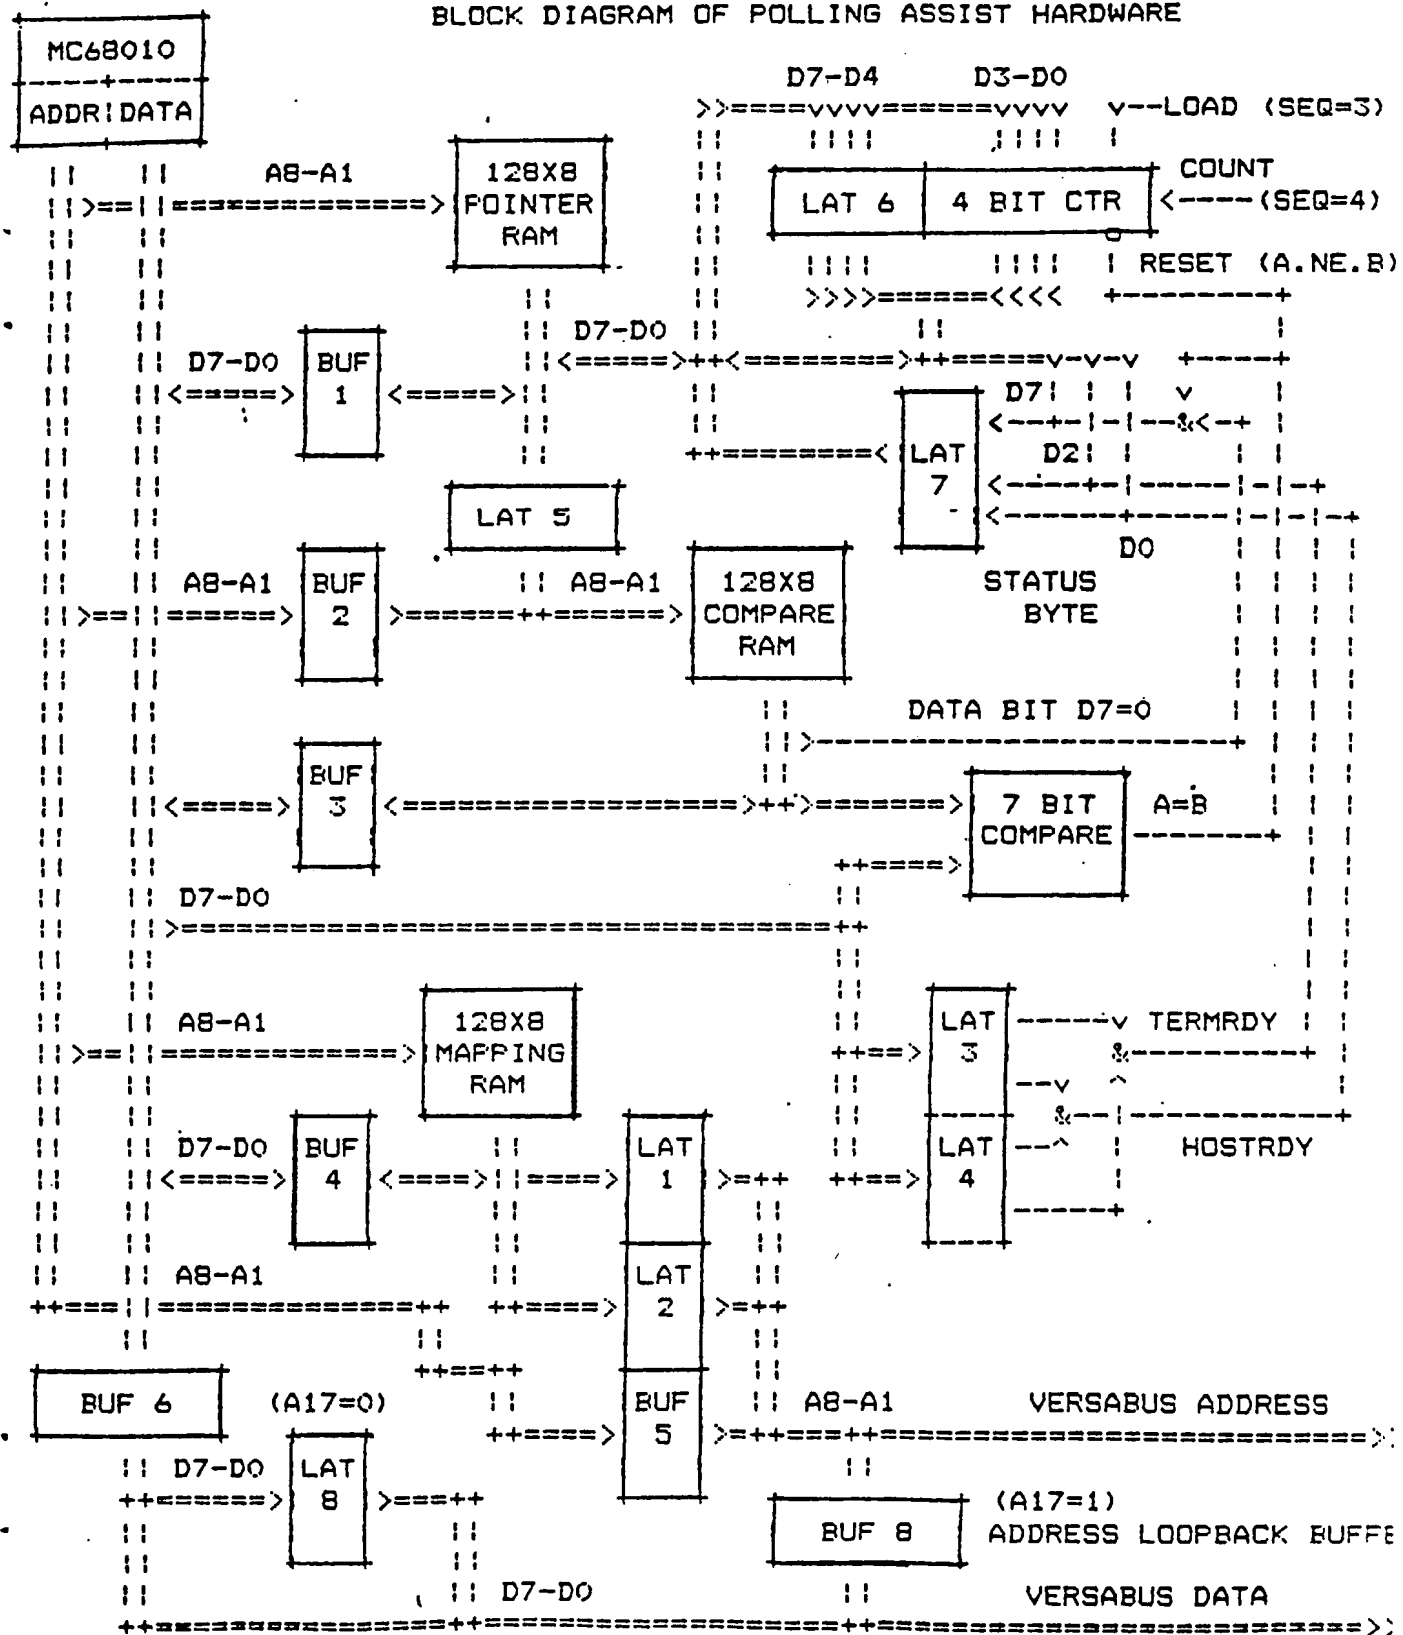 BLOCK DIAGRAM OF POLLING ASSIST HARDWARE
MC68010
ADDR DATA
D7-D4 D3-D0
LOAD (SEQ=3)
A8-A1
128X8
POINTER
RAM
LAT 6
4 BIT CTR
COUNT
(SEQ=4)
RESET (A.NE.B)
D7-D0
D7-D0
BUF
1
D7
LAT
7
D2
D0
LAT 5
STATUS
BYTE
A8-A1
BUF
2
A8-A1
128X8
COMPARE
RAM
DATA BIT D7=0
BUF
3
7 BIT
COMPARE
A=B
D7-D0
A8-A1
128X8
MAPPING
RAM
LAT
3
TERMRDY
&
&
D7-D0
BUF
4
LAT
1
LAT
4
HOSTRDY
A8-A1
LAT
2
BUF 6
(A17=0)
BUF
5
A8-A1
VERSABUS ADDRESS
D7-D0
LAT
8
BUF 8
(A17=1)
ADDRESS LOOPBACK BUFFE
D7-D0
VERSABUS DATA